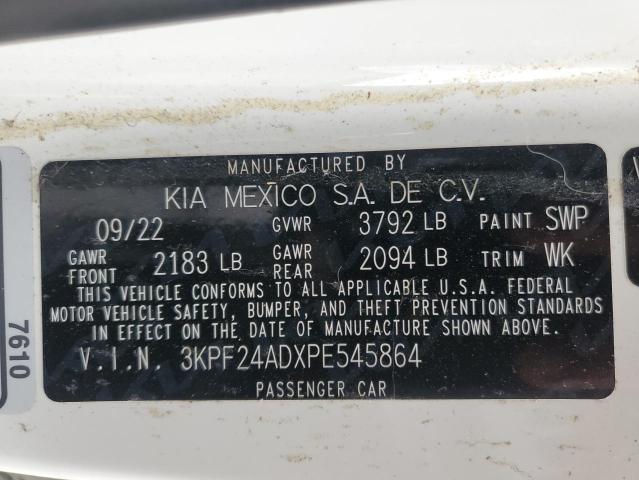 MANUFACTURED BY
KIA MEXICO S.A. DE C.V.
09/22 GVWR 3792 LB PAINT SWP
GAWR FRONT 2183 LB GAWR REAR 2094 LB TRIM WK
THIS VEHICLE CONFORMS TO ALL APPLICABLE U.S.A. FEDERAL
MOTOR VEHICLE SAFETY, BUMPER, AND THEFT PREVENTION STANDARDS
IN EFFECT ON THE DATE OF MANUFACTURE SHOWN ABOVE.
V.I.N. 3KPF24ADXPE545864
PASSENGER CAR
7610